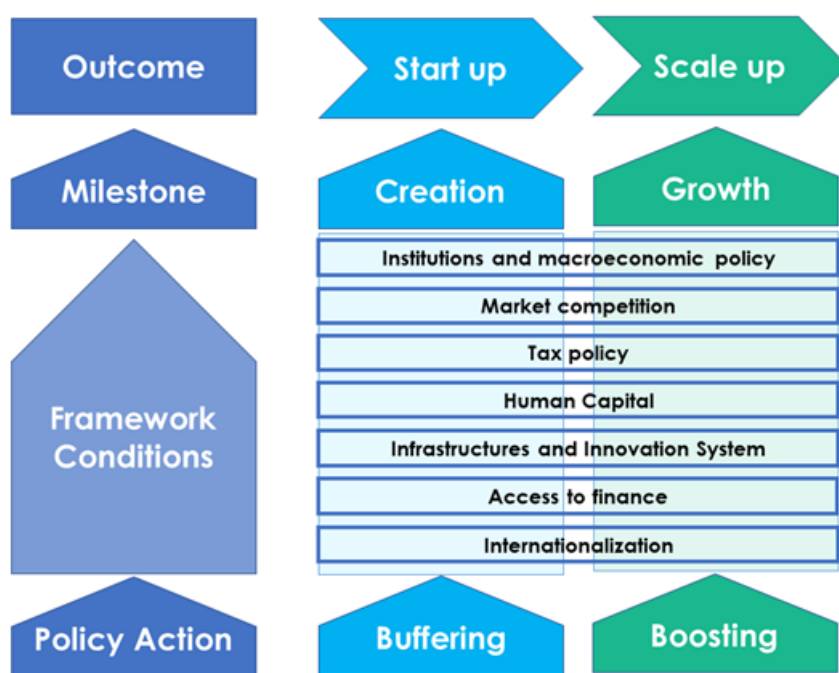 Outcome
Start up
Scale up
Milestone
Creation
Growth
Framework
Conditions
Institutions and macroeconomic policy
Market competition
Tax policy
Human Capital
Infrastructures and Innovation System
Access to finance
Internationalization
Policy Action
Buffering
Boosting